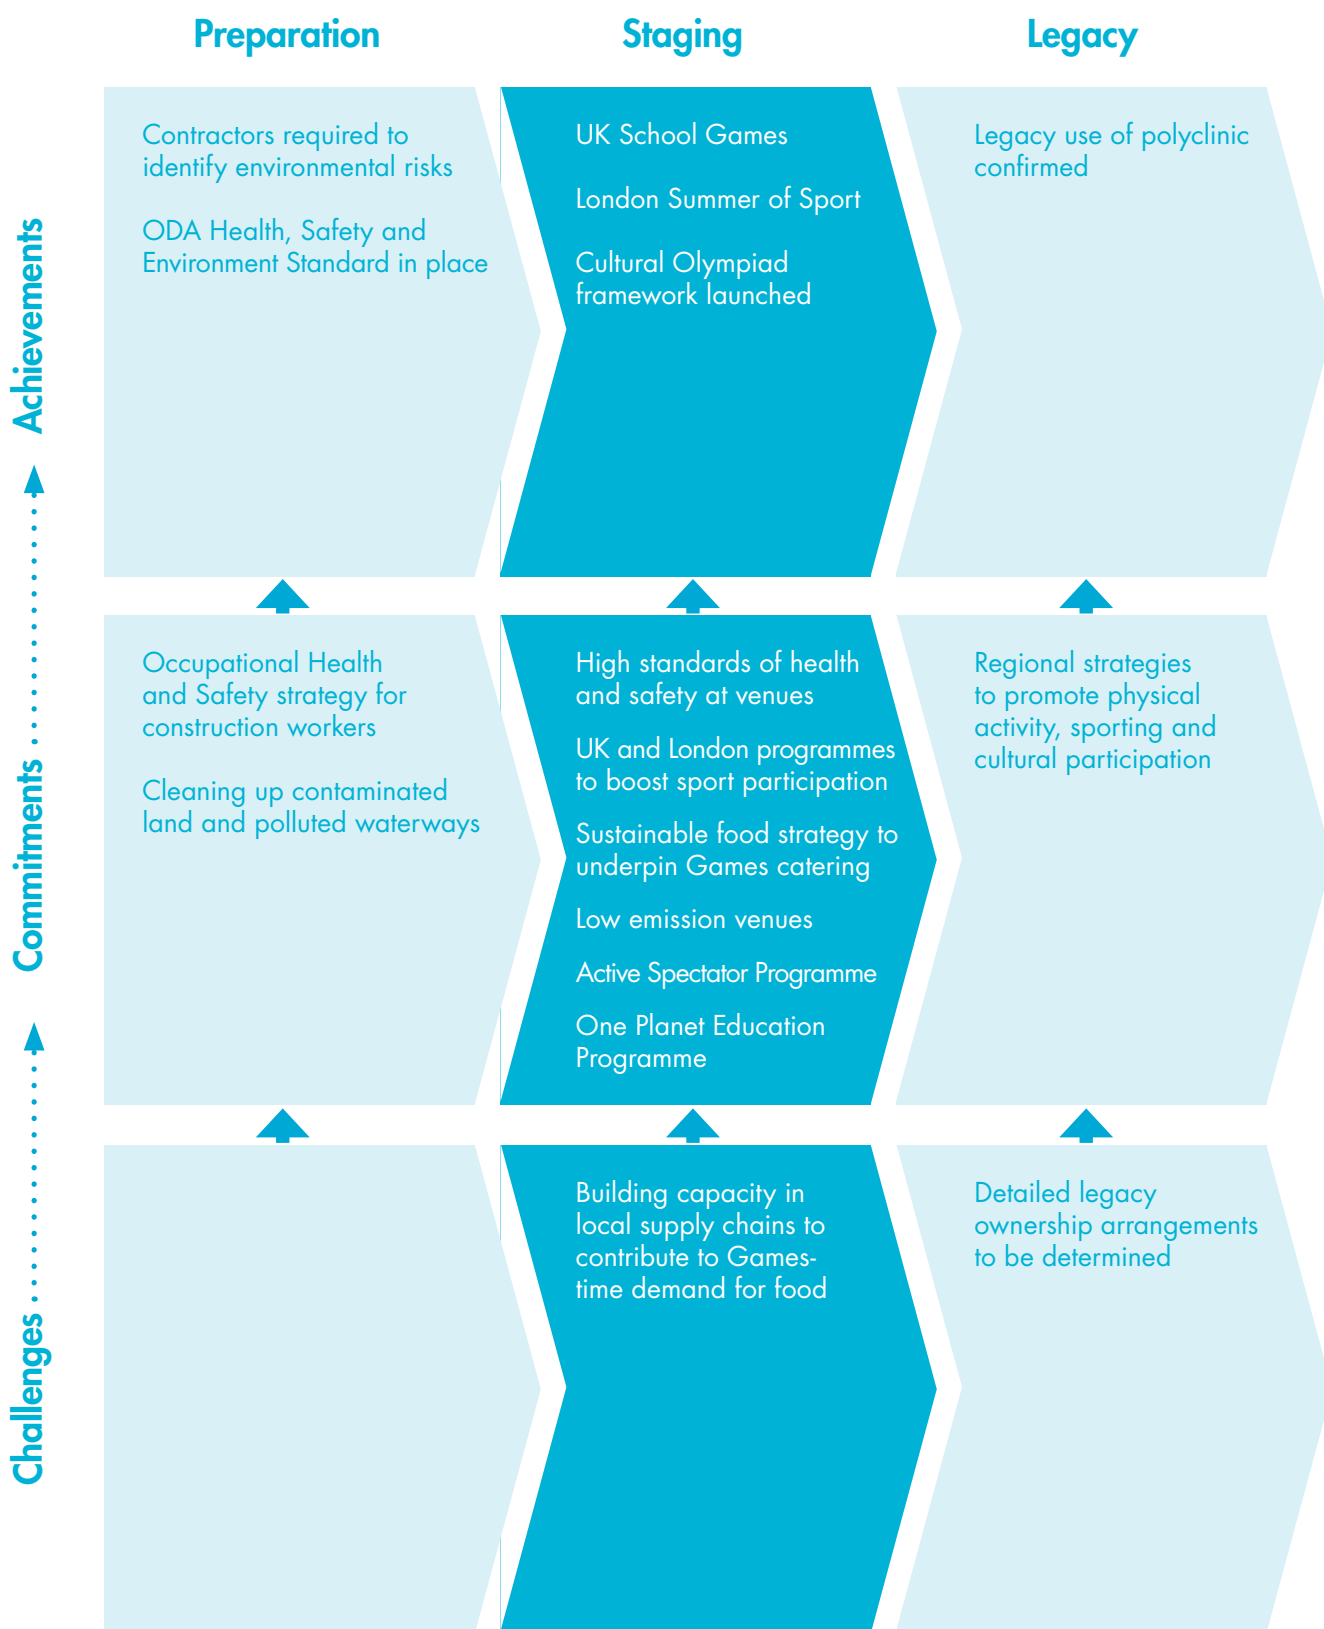 Preparation
Staging
Legacy
Achievements
Contractors required to
identify environmental risks
ODA Health, Safety and
Environment Standard in place
UK School Games
London Summer of Sport
Cultural Olympiad
framework launched
Legacy use of polyclinic
confirmed
Commitments
Occupational Health
and Safety strategy for
construction workers
Cleaning up contaminated
land and polluted waterways
High standards of health
and safety at venues
UK and London programmes
to boost sport participation
Sustainable food strategy to
underpin Games catering
Low emission venues
Active Spectator Programme
One Planet Education
Programme
Regional strategies
to promote physical
activity, sporting and
cultural participation
Challenges
Building capacity in
local supply chains to
contribute to Games-
time demand for food
Detailed legacy
ownership arrangements
to be determined